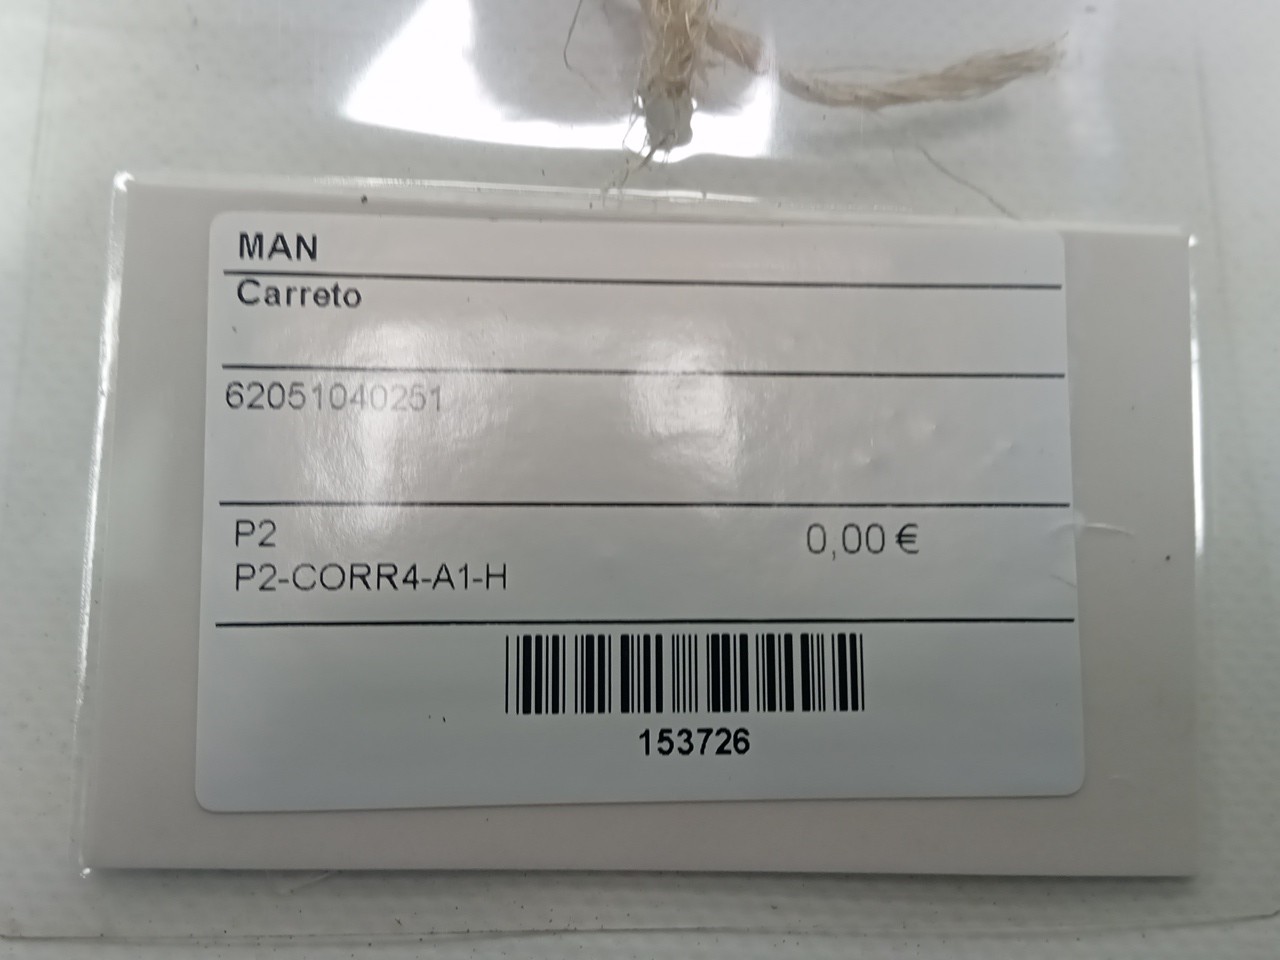 MAN
Carreto
62051040251
P2
0,00 €
P2-CORR4-A1-H
153726